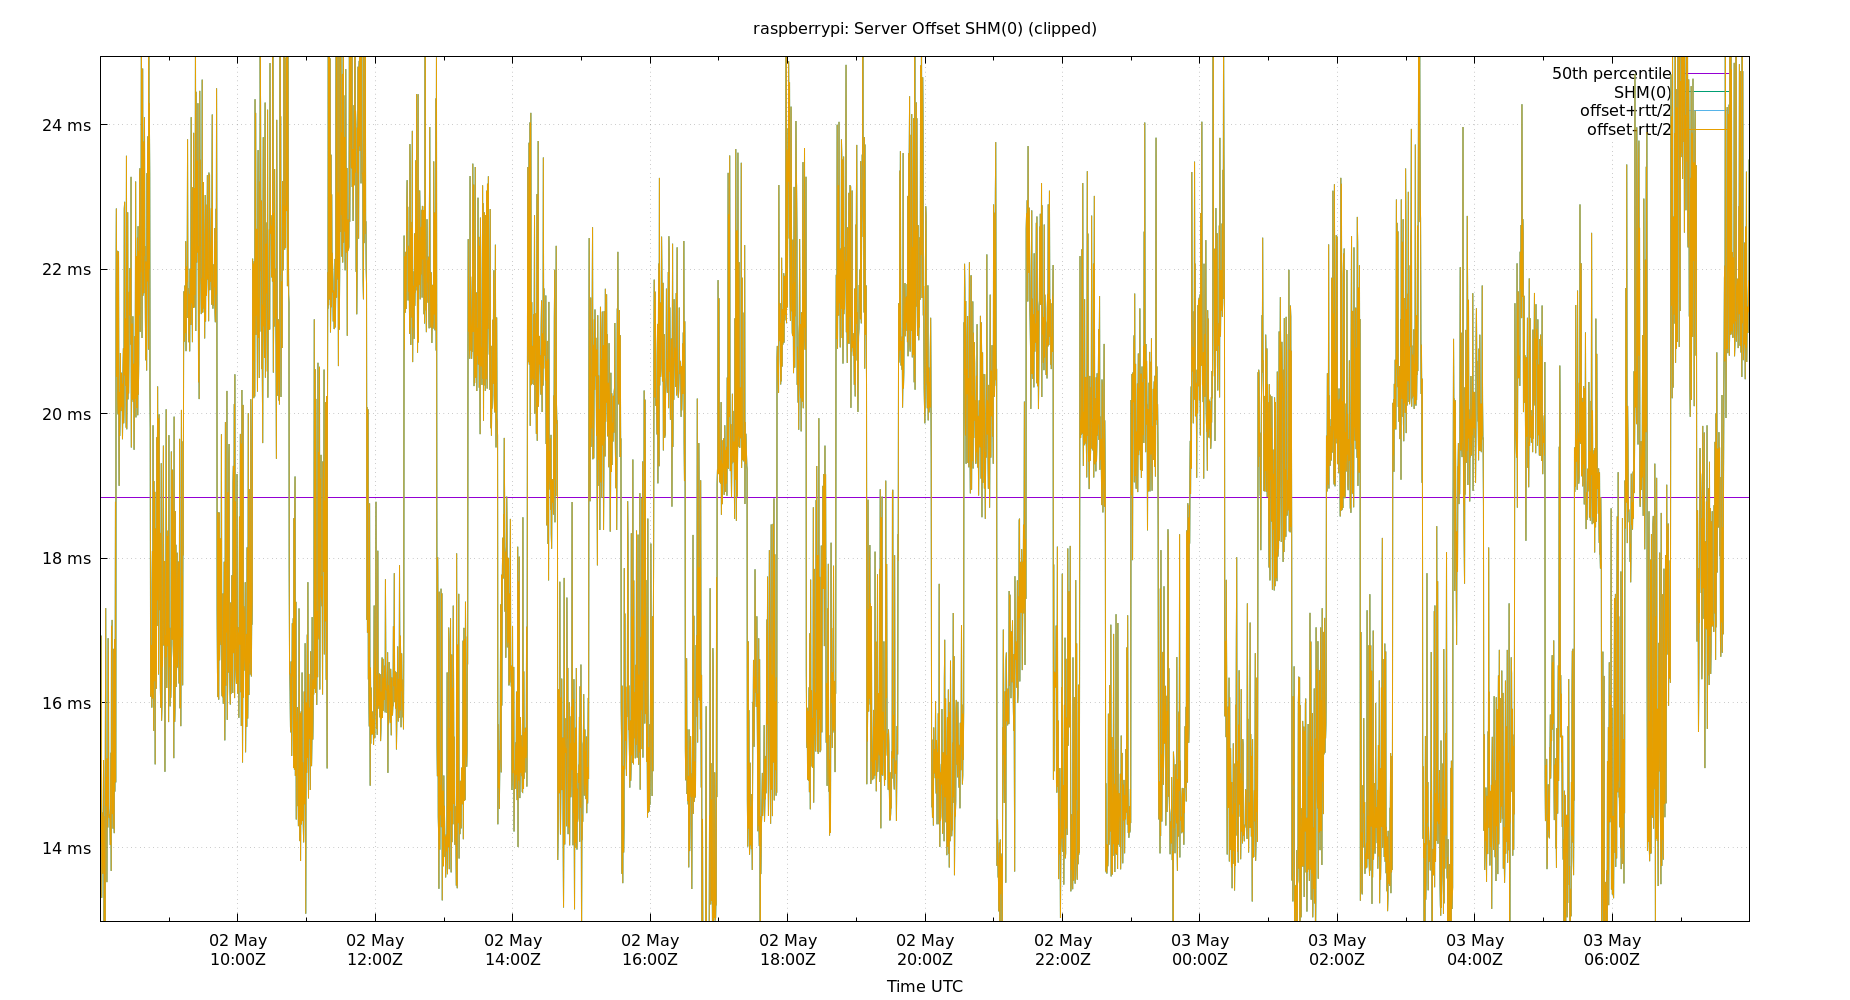 raspberrypi: Server Offset SHM(0) (clipped)
50th percentile
SHM(0)
offset+rtt/2
offset-rtt/2
24 ms
22 ms
20 ms
18 ms
16 ms
14 ms
02 May 02 May 02 May 02 May 02 May 02 May 02 May 03 May 03 May 03 May 03 May
10:00Z 12:00Z 14:00Z 16:00Z 18:00Z 20:00Z 22:00Z 00:00Z 02:00Z 04:00Z 06:00Z
Time UTC